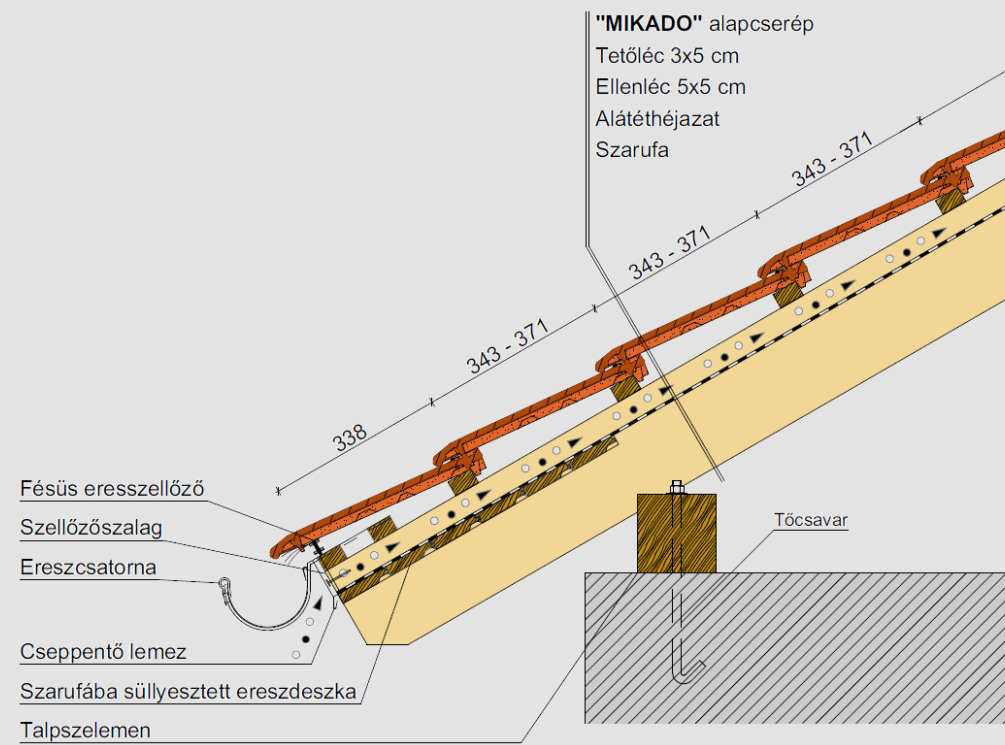 "MIKADO" alapcserép
Tetőléc 3x5 cm
Ellenléc 5x5 cm
Alátéthéjazat
Szarufa
343 - 371
343 - 371
343 - 371
338
Fésüs eresszellőző
Szellőzőszalag
Ereszcsatorna
Tőcsavar
Cseppentő lemez
Szarufába süllyesztett ereszdeszka
Talpszelemen